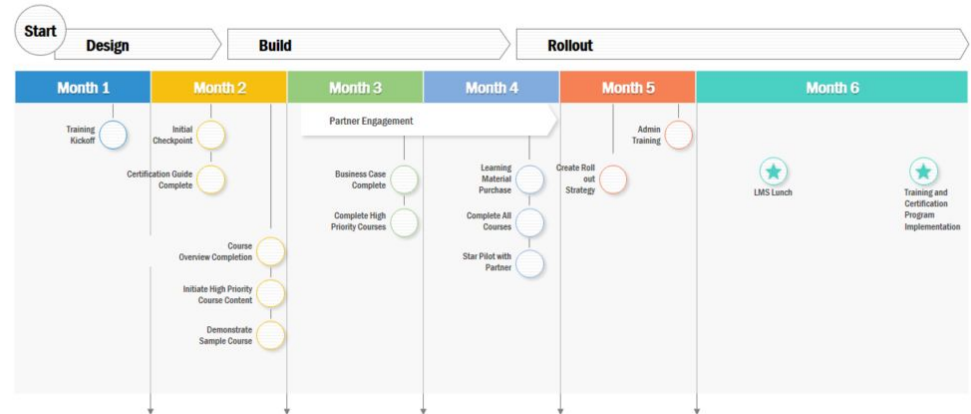 Start
Design
Build
Rollout
Month 1
Month 2
Month 3
Month 4
Month 5
Month 6
Partner Engagement
Training
Kickoff
Initial
Checkpoint
Certification Guide
Complete
Course
Overview Completion
Initiate High Priority
Course Content
Demonstrate
Sample Course
Business Case
Complete
Complete High
Priority Courses
Learning
Material
Purchase
Complete All
Courses
Star Pilot with
Partner
Create Roll
out
Strategy
Admin
Training
LMS Lunch
Training and
Certification
Program
Implementation